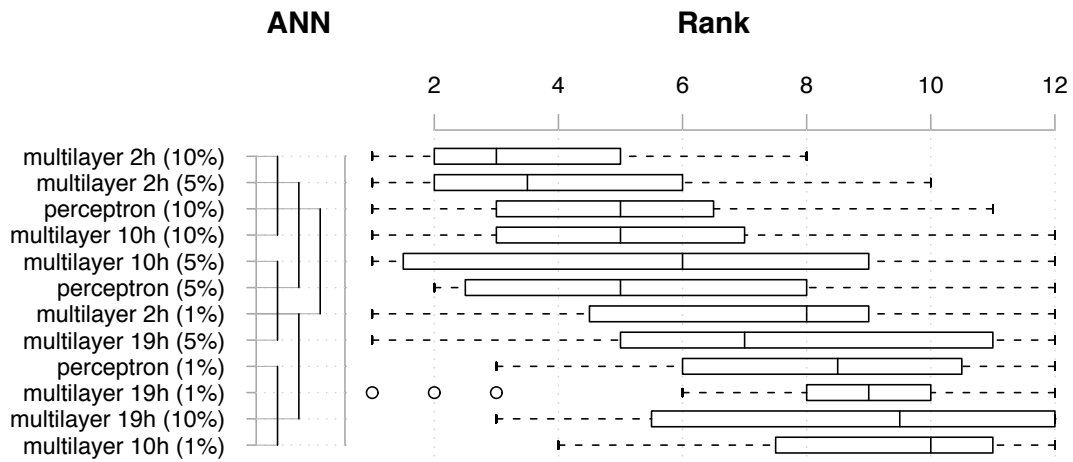 ANN Rank
2 4 6 8 10 12
multilayer 2h (10%)
multilayer 2h (5%)
perceptron (10%)
multilayer 10h (10%)
multilayer 10h (5%)
perceptron (5%)
multilayer 2h (1%)
multilayer 19h (5%)
perceptron (1%)
multilayer 19h (1%)
multilayer 19h (10%)
multilayer 10h (1%)